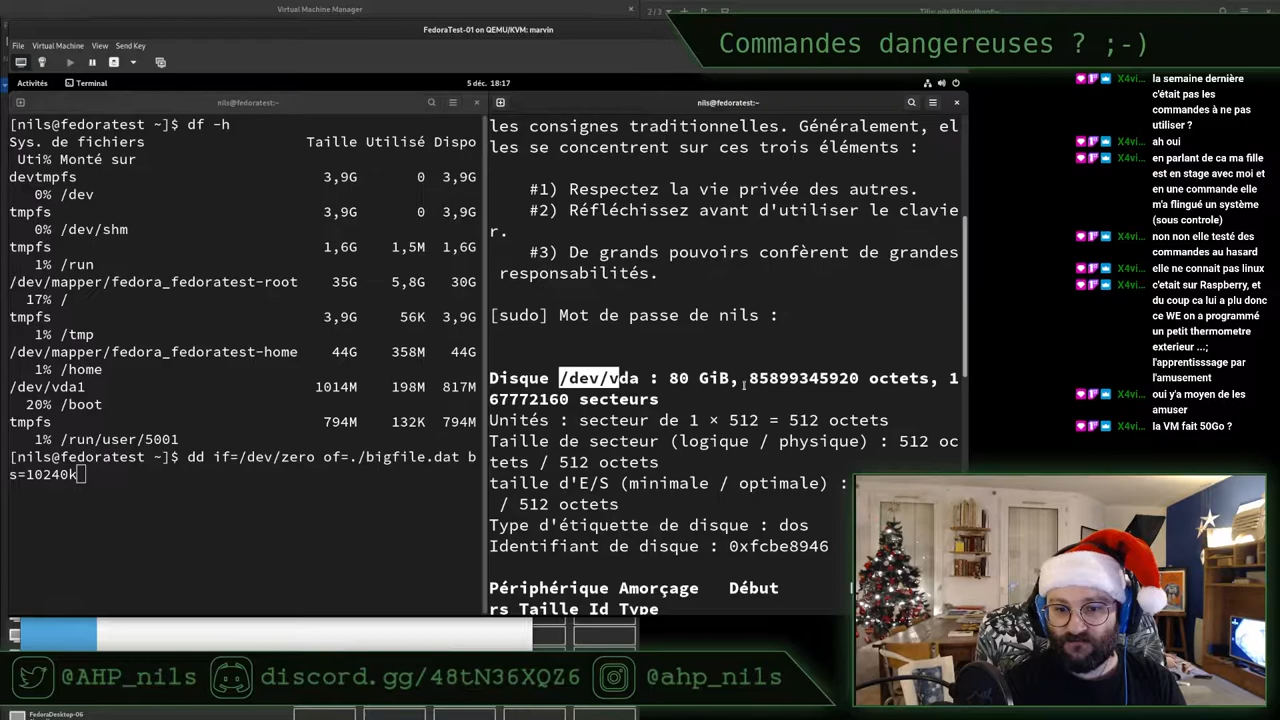 Virtual Machine Manager
2/3
FedoraTest-01 on QEMU/KVM: marvin
File Virtual Machine View Send Key
Activités Terminal 5 déc. 18:17
nils@fedoratest:~
[nils@fedoratest ~]$ df -h
Sys. de fichiers Taille Utilisé Dispo
Uti% Monté sur
devtmpfs 3,9G 0 3,9G
0% /dev
tmpfs 3,9G 0 3,9G
0% /dev/shm
tmpfs 1,6G 1,5M 1,6G
1% /run
/dev/mapper/fedora_fedoratest-root 35G 5,8G 30G
17% /
tmpfs 3,9G 56K 3,9G
1% /tmp
/dev/mapper/fedora_fedoratest-home 44G 358M 44G
1% /home
/dev/vda1 1014M 198M 817M
20% /boot
tmpfs 794M 132K 794M
1% /run/user/5001
[nils@fedoratest ~]$ dd if=/dev/zero of=./bigfile.dat b
s=10240k
nils@fedoratest:~
les consignes traditionnelles. Généralement, el
les se concentrent sur ces trois éléments :
#1) Respectez la vie privée des autres.
#2) Réfléchissez avant d'utiliser le clavie
r.
#3) De grands pouvoirs confèrent de grandes
responsabilités.
[sudo] Mot de passe de nils :
Disque /dev/vda : 80 GiB, 85899345920 octets, 1
67772160 secteurs
Unités : secteur de 1 × 512 = 512 octets
Taille de secteur (logique / physique) : 512 oc
tets / 512 octets
taille d'E/S (minimale / optimale) :
/ 512 octets
Type d'étiquette de disque : dos
Identifiant de disque : 0xfcbe8946
Périphérique Amorçage Début
rs Taille Id Type
Commandes dangereuses ? ;-)
X4vi... la semaine dernière
c'était pas les
commandes à ne pas
utiliser ?
X4vi... ah oui
X4vi... en parlant de ca ma fille
est en stage avec moi et
en une commande elle
m'a flingué un système
(sous controle)
X4vi... non non elle testé des
commandes au hasard
X4vi... elle ne connait pas linux
X4vi... c'etait sur Raspberry, et
du coup ca lui a plu donc
ce WE on a programmé
un petit thermometre
exterieur ...;
l'apprentisssage par
l'amusement
X4vi... oui y'a moyen de les
amuser
X4vi... la VM fait 50Go ?
@AHP_nils discord.gg/48tN36XQZ6 @ahp_nils
FedoraDesktop-06